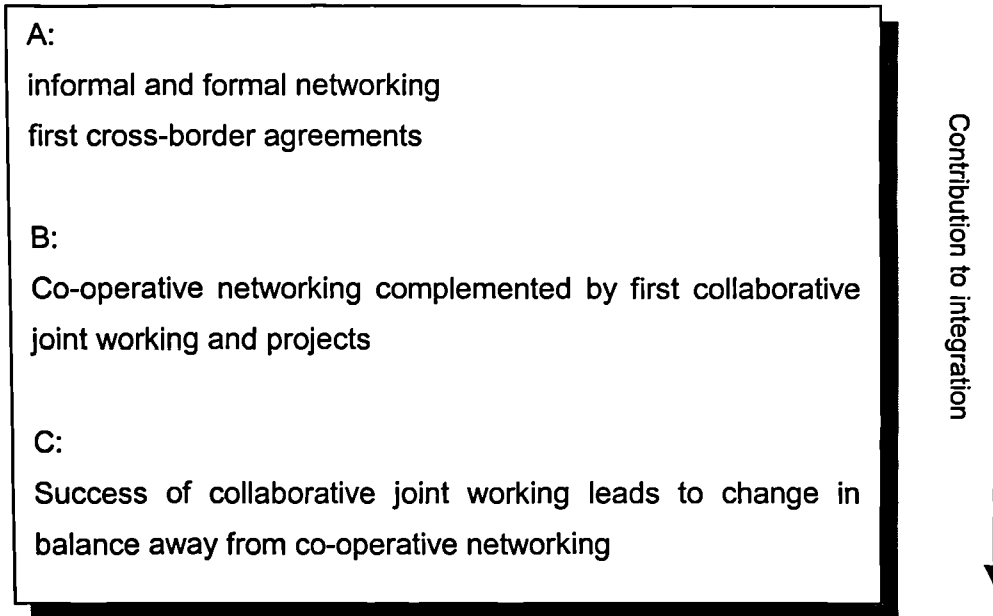 A:
informal and formal networking
first cross-border agreements
B:
Co-operative networking complemented by first collaborative
joint working and projects
C:
Success of collaborative joint working leads to change in
balance away from co-operative networking
Contribution to integration